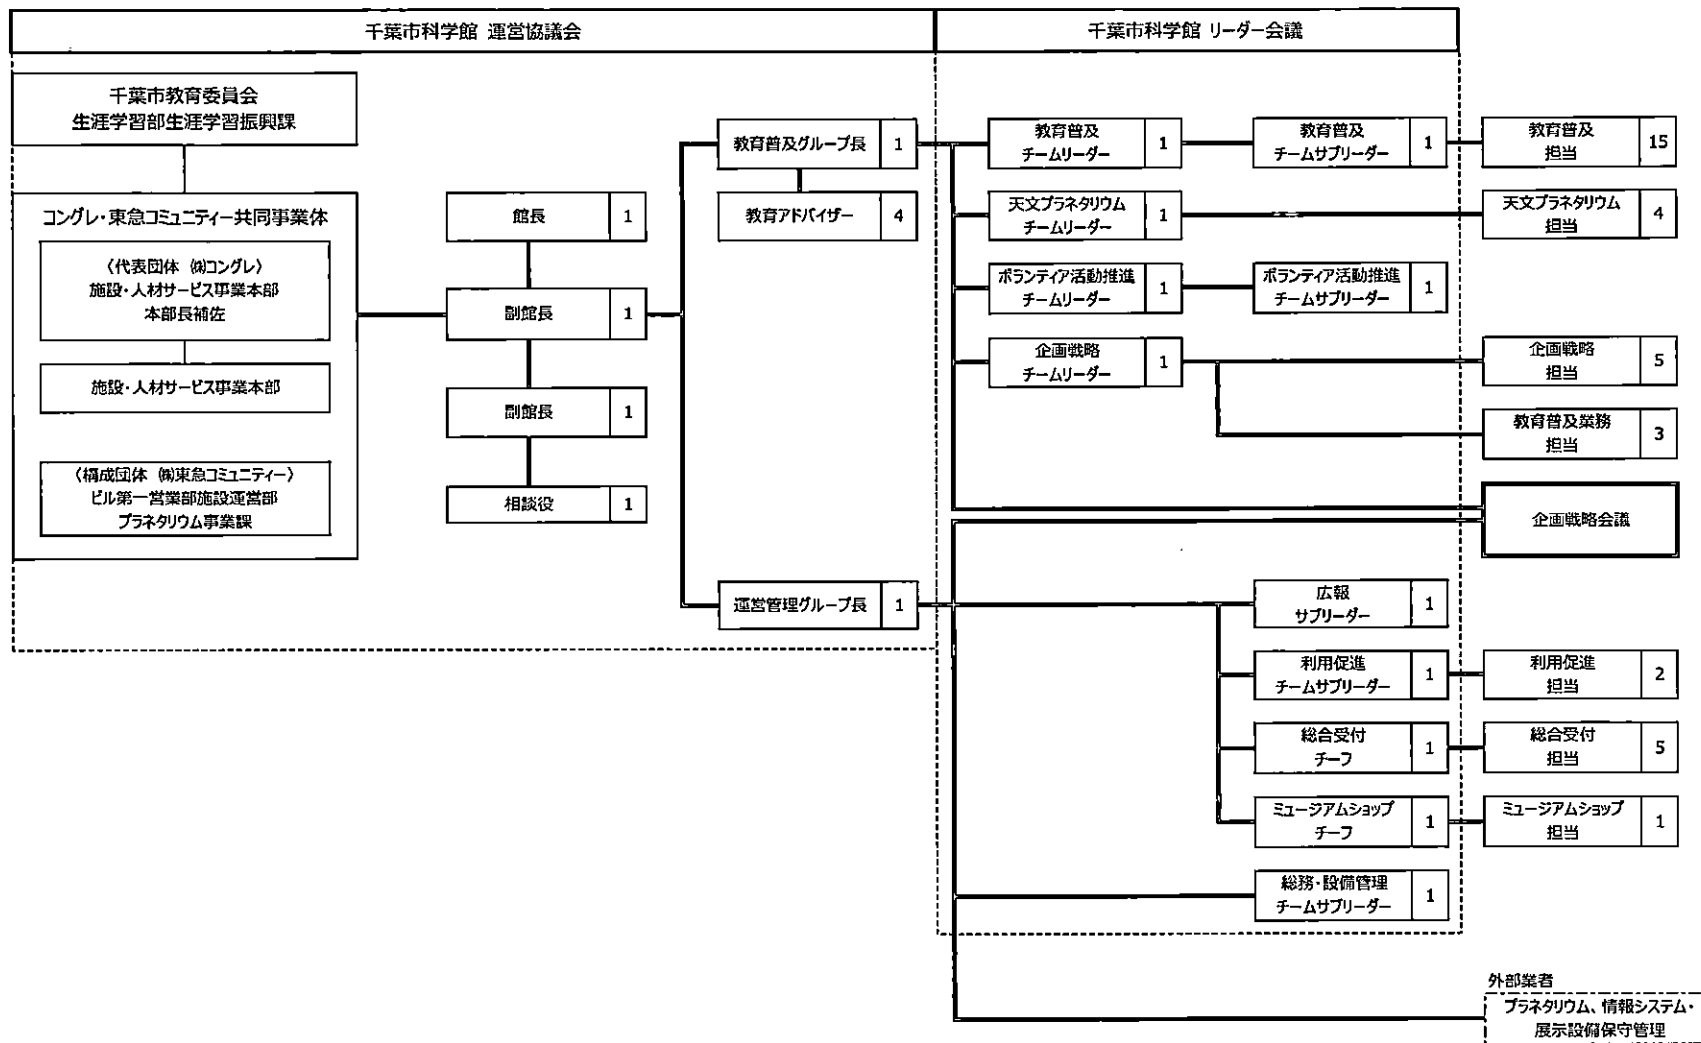 千葉市科学館 運営協議会
千葉市科学館 リーダー会議
千葉市教育委員会
生涯学習部生涯学習振興課
コングレ・東急コミュニティー共同事業体
〈代表団体 ㈱コングレ〉
施設・人材サービス事業本部
本部長補佐
施設・人材サービス事業本部
〈構成団体 ㈱東急コミュニティー〉
ビル第一営業部施設運営部
プラネタリウム事業課
館長 1
副館長 1
副館長 1
相談役 1
教育普及グループ長 1
教育アドバイザー 4
運営管理グループ長 1
教育普及
チームリーダー 1
教育普及
チームサブリーダー 1
教育普及
担当 15
天文プラネタリウム
チームリーダー 1
天文プラネタリウム
担当 4
ボランティア活動推進
チームリーダー 1
ボランティア活動推進
チームサブリーダー 1
企画戦略
チームリーダー 1
企画戦略
担当 5
教育普及業務
担当 3
企画戦略会議
広報
サブリーダー 1
利用促進
チームサブリーダー 1
利用促進
担当 2
総合受付
チーフ 1
総合受付
担当 5
ミュージアムショップ
チーフ 1
ミュージアムショップ
担当 1
総務・設備管理
チームサブリーダー 1
外部業者
プラネタリウム、情報システム・
展示設備保守管理